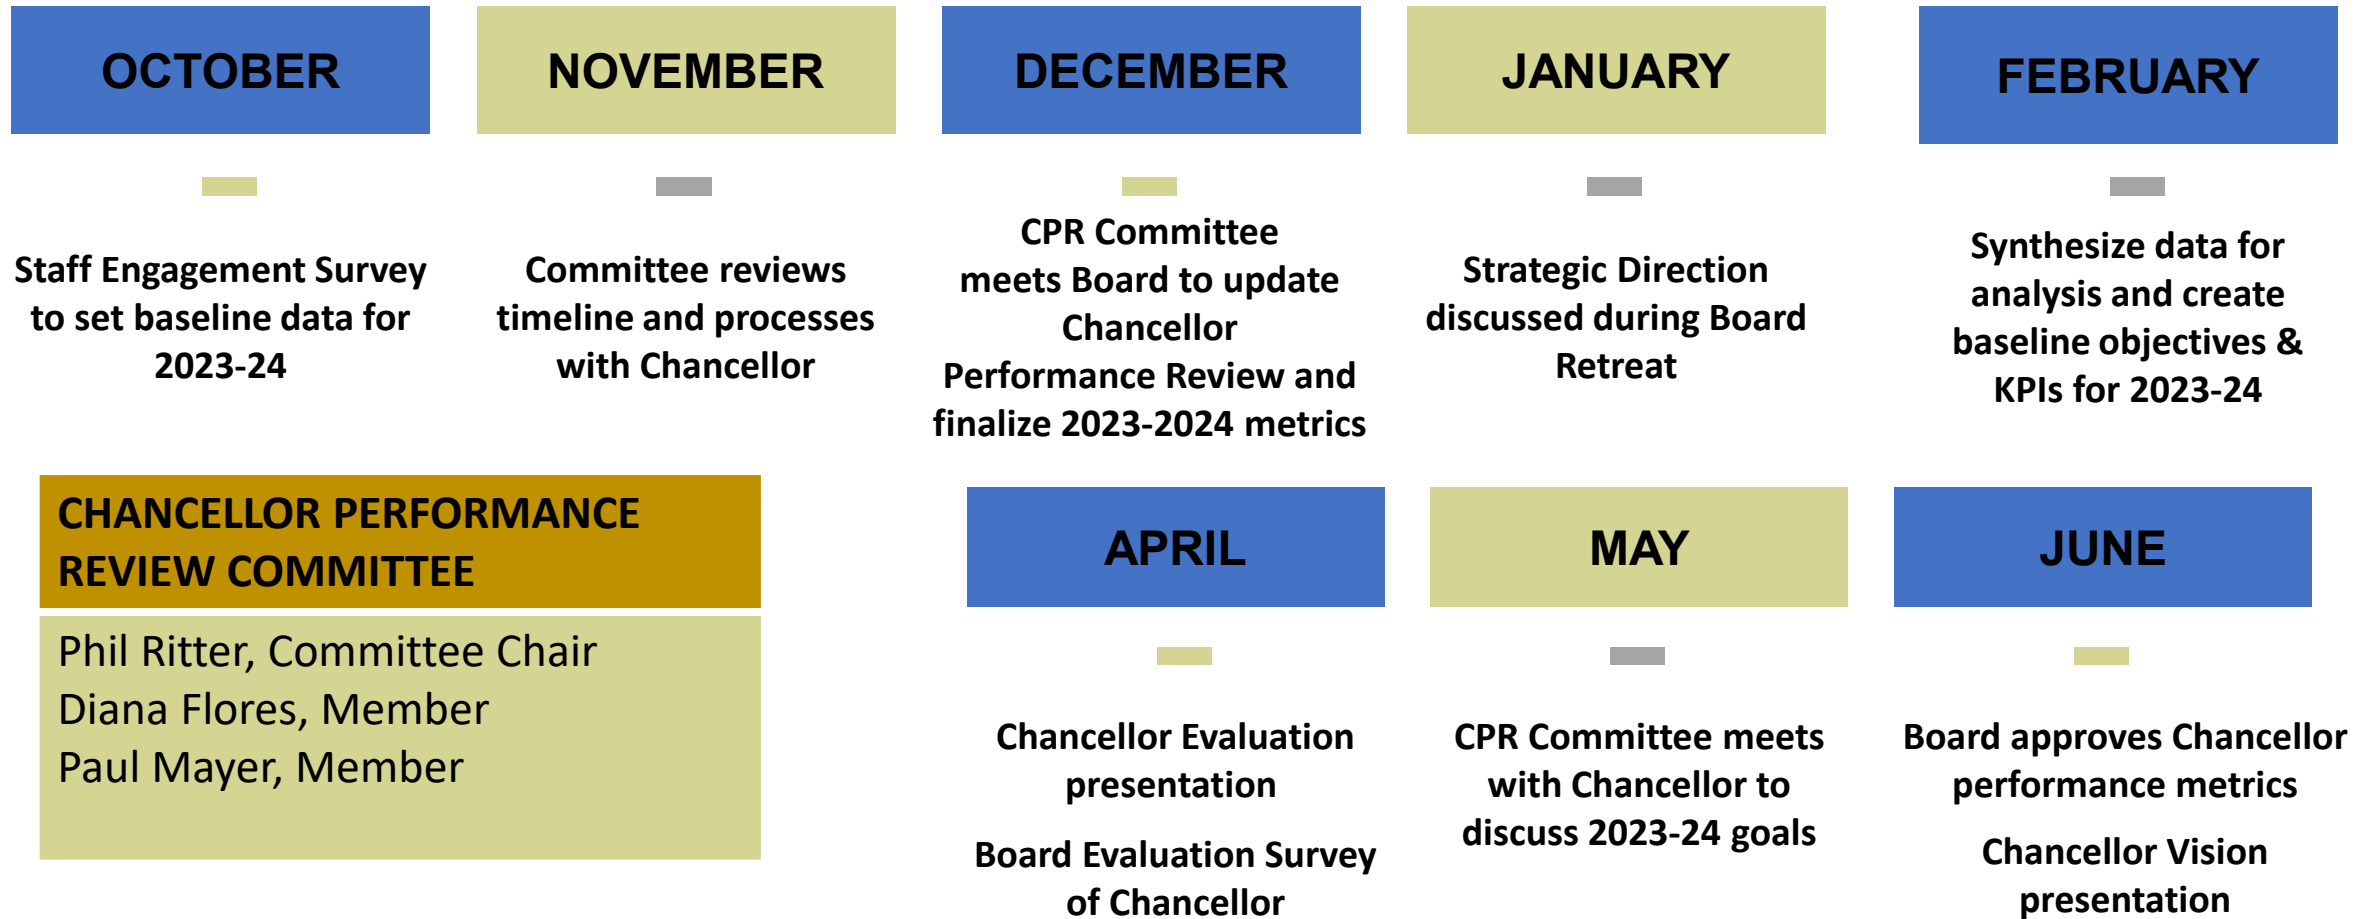 OCTOBER
Staff Engagement Survey
to set baseline data for
2023-24
NOVEMBER
Committee reviews
timeline and processes
with Chancellor
DECEMBER
CPR Committee
meets Board to update
Chancellor
Performance Review and
finalize 2023-2024 metrics
JANUARY
Strategic Direction
discussed during Board
Retreat
FEBRUARY
Synthesize data for
analysis and create
baseline objectives &
KPIs for 2023-24
CHANCELLOR PERFORMANCE
REVIEW COMMITTEE
Phil Ritter, Committee Chair
Diana Flores, Member
Paul Mayer, Member
APRIL
Chancellor Evaluation
presentation
Board Evaluation Survey
of Chancellor
MAY
CPR Committee meets
with Chancellor to
discuss 2023-24 goals
JUNE
Board approves Chancellor
performance metrics
Chancellor Vision
presentation